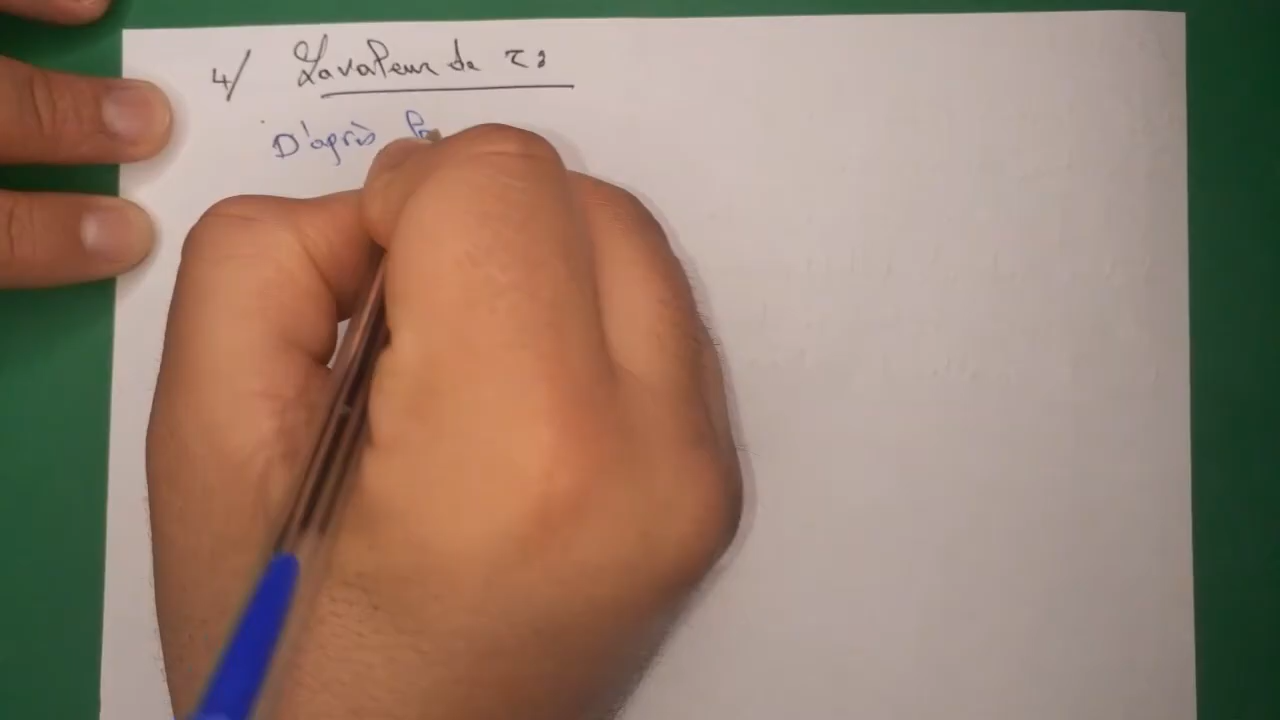 4/ La valeur de τ :
D'après